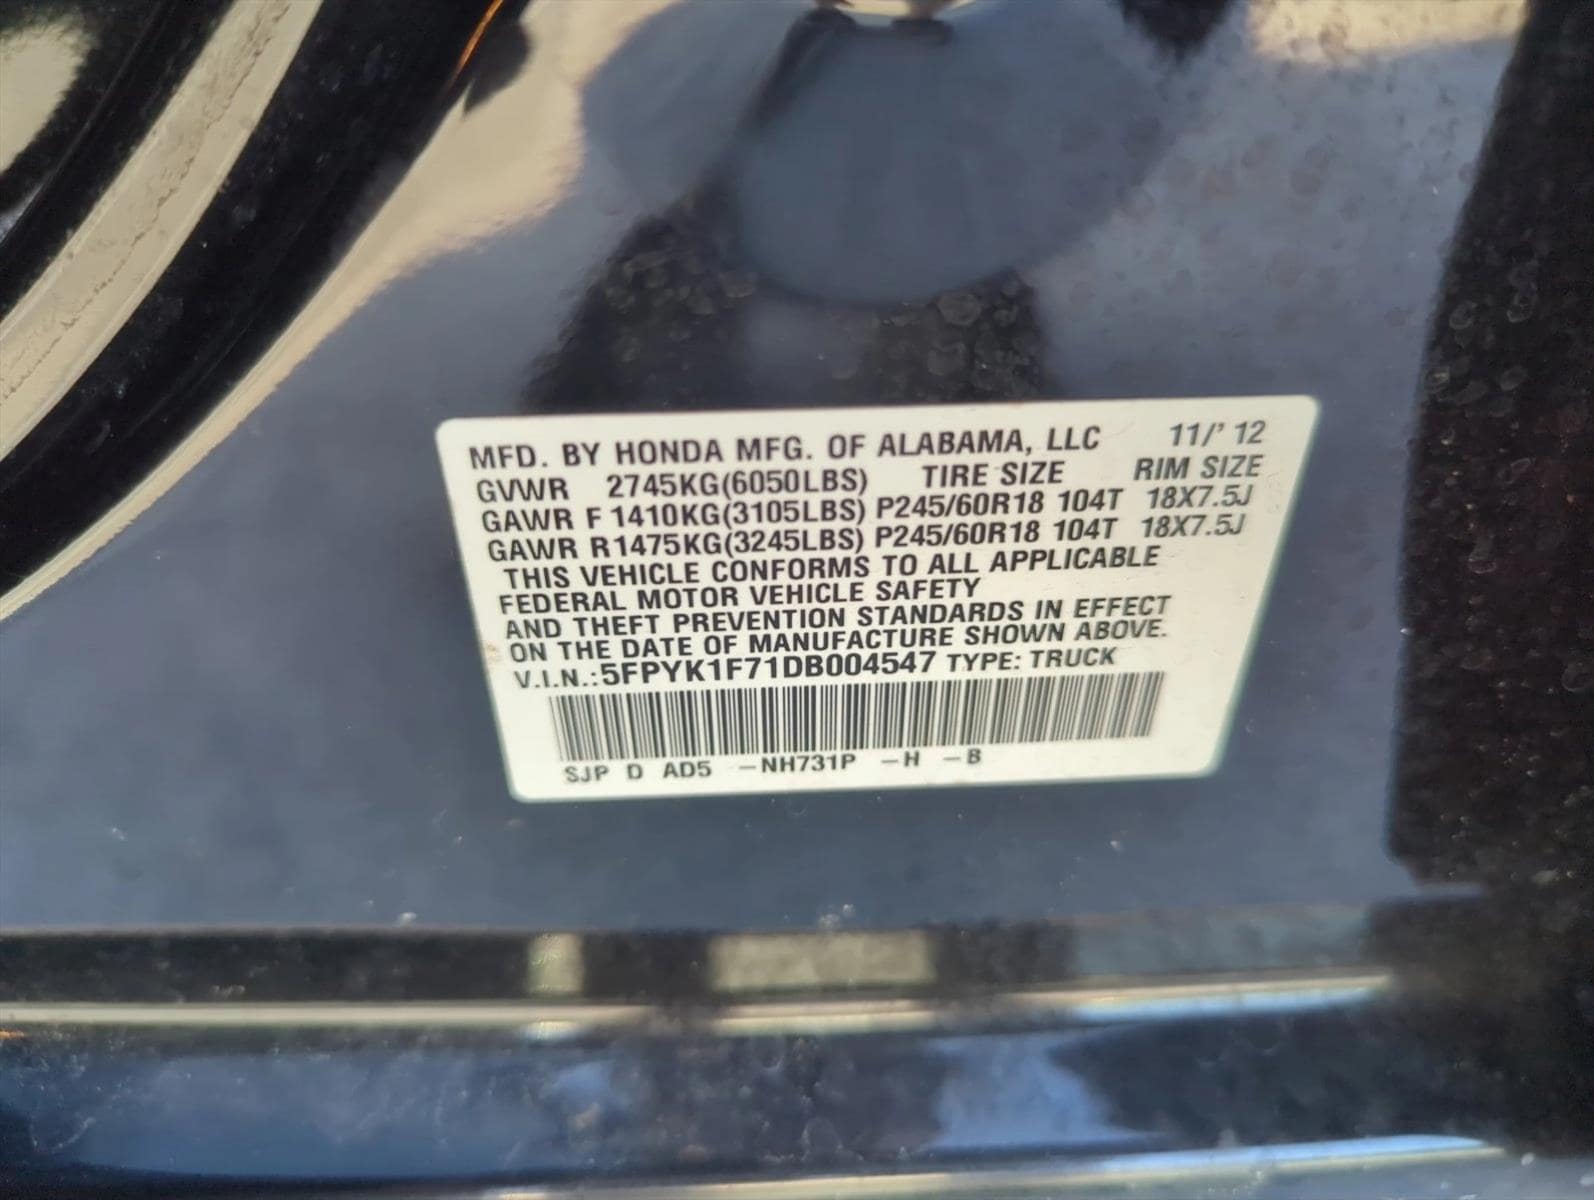 MFD. BY HONDA MFG. OF ALABAMA, LLC 11/' 12
GVWR 2745KG(6050LBS) TIRE SIZE RIM SIZE
GAWR F 1410KG(3105LBS) P245/60R18 104T 18X7.5J
GAWR R1475KG(3245LBS) P245/60R18 104T 18X7.5J
THIS VEHICLE CONFORMS TO ALL APPLICABLE
FEDERAL MOTOR VEHICLE SAFETY
AND THEFT PREVENTION STANDARDS IN EFFECT
ON THE DATE OF MANUFACTURE SHOWN ABOVE.
V.I.N.:5FPYK1F71DB004547 TYPE: TRUCK
SJP D AD5 -NH731P -H -B